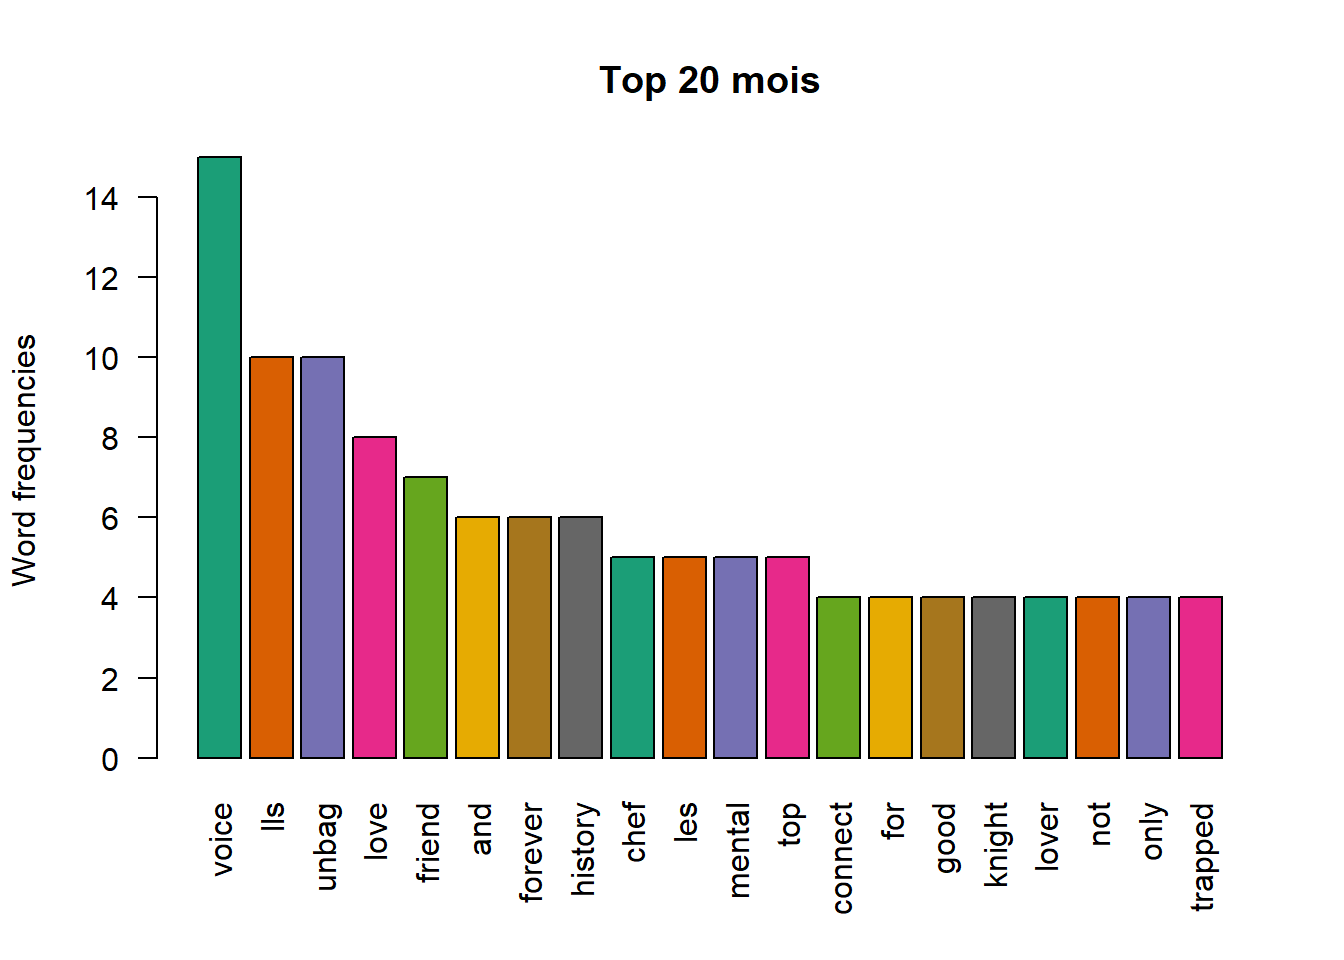 Top 20 mois
Word frequencies
14
12
10
8
6
4
2
0
voice
lls
unbag
love
friend
and
forever
history
chef
les
mental
top
connect
for
good
knight
lover
not
only
trapped